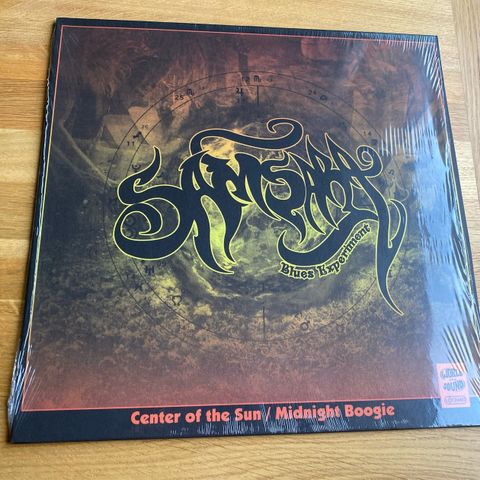 SAMSARA
Blues Experiment
Center of the Sun / Midnight Boogie